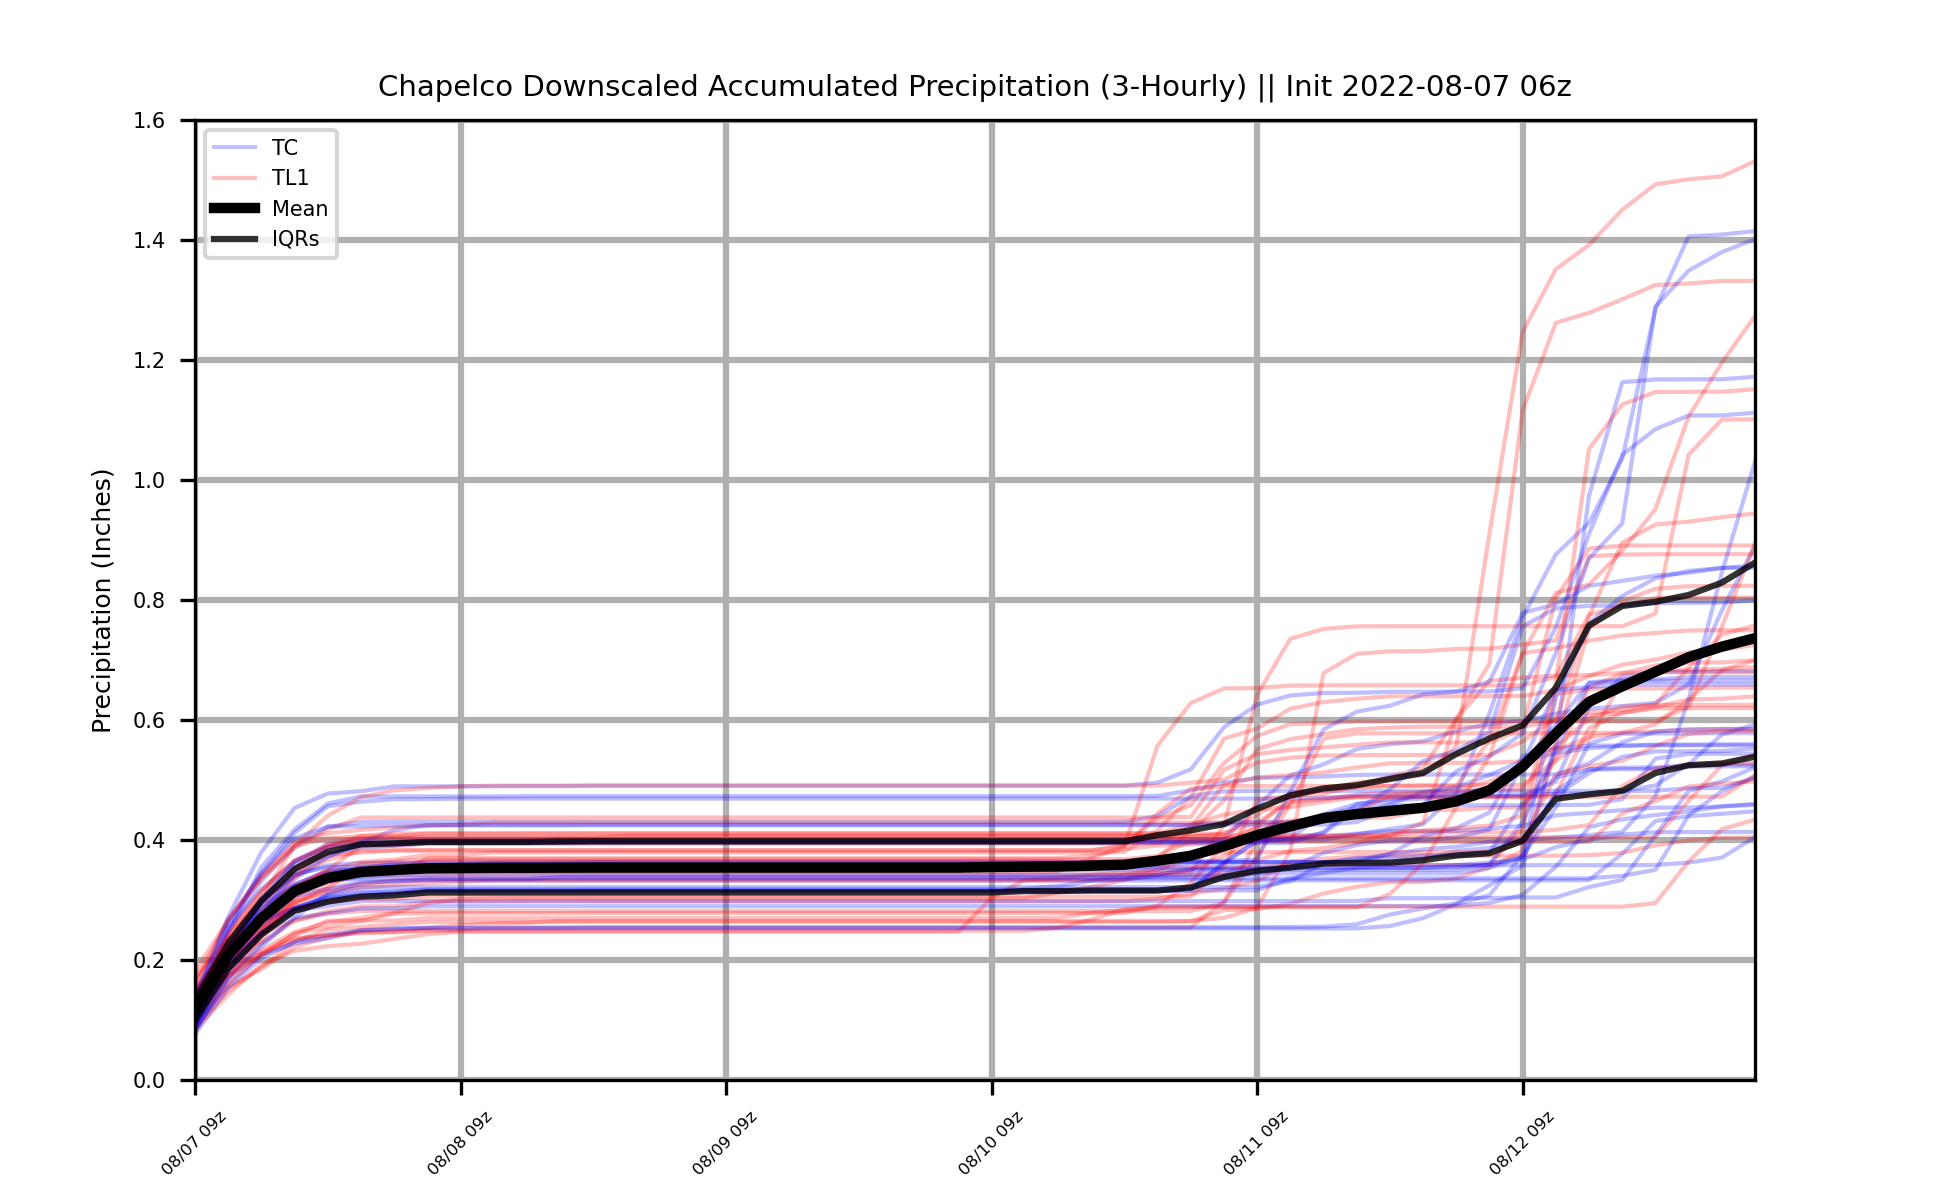 Chapelco Downscaled Accumulated Precipitation (3-Hourly) || Init 2022-08-07 06z
TC
TL1
Mean
IQRs
1.6
1.4
1.2
1.0
0.8
0.6
0.4
0.2
0.0
Precipitation (Inches)
08/07 09z
08/08 09z
08/09 09z
08/10 09z
08/11 09z
08/12 09z